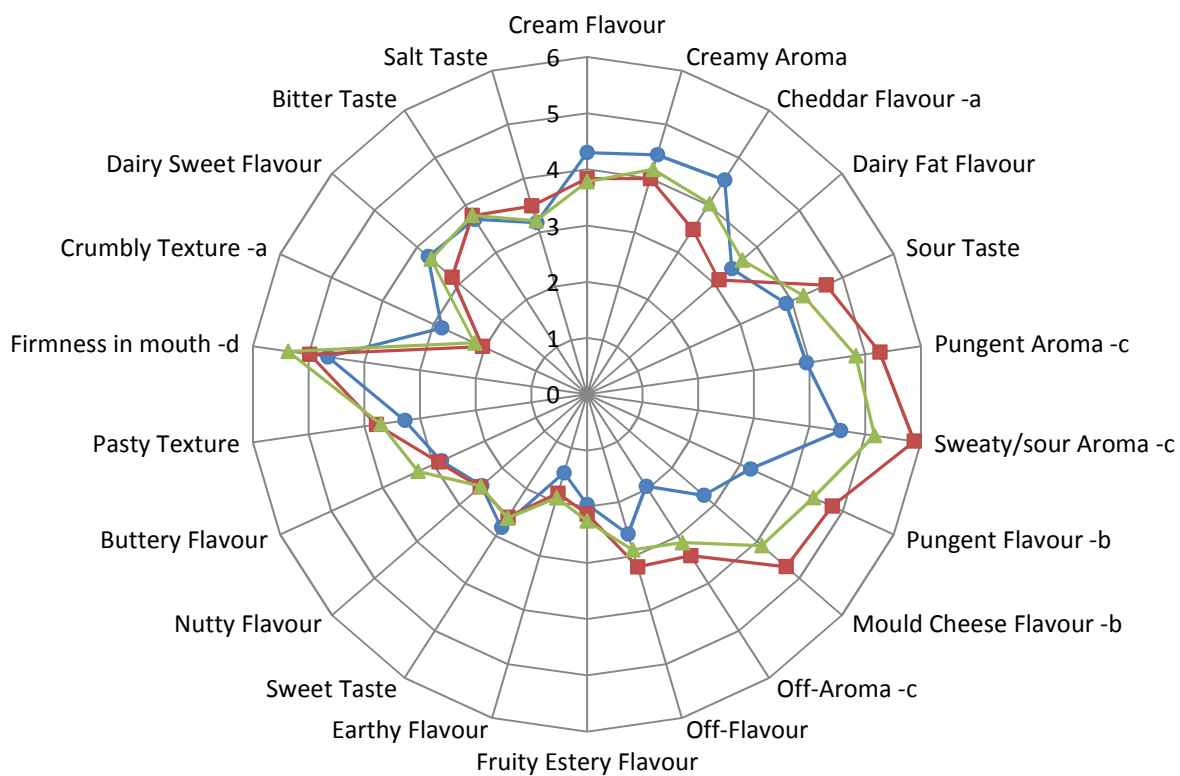 Cream Flavour
Creamy Aroma
Cheddar Flavour -a
Dairy Fat Flavour
Sour Taste
Pungent Aroma -c
Sweaty/sour Aroma -c
Pungent Flavour -b
Mould Cheese Flavour -b
Off-Aroma -c
Off-Flavour
Fruity Estery Flavour
Earthy Flavour
Sweet Taste
Nutty Flavour
Buttery Flavour
Pasty Texture
Firmness in mouth -d
Crumbly Texture -a
Dairy Sweet Flavour
Bitter Taste
Salt Taste
6
5
4
3
2
1
0